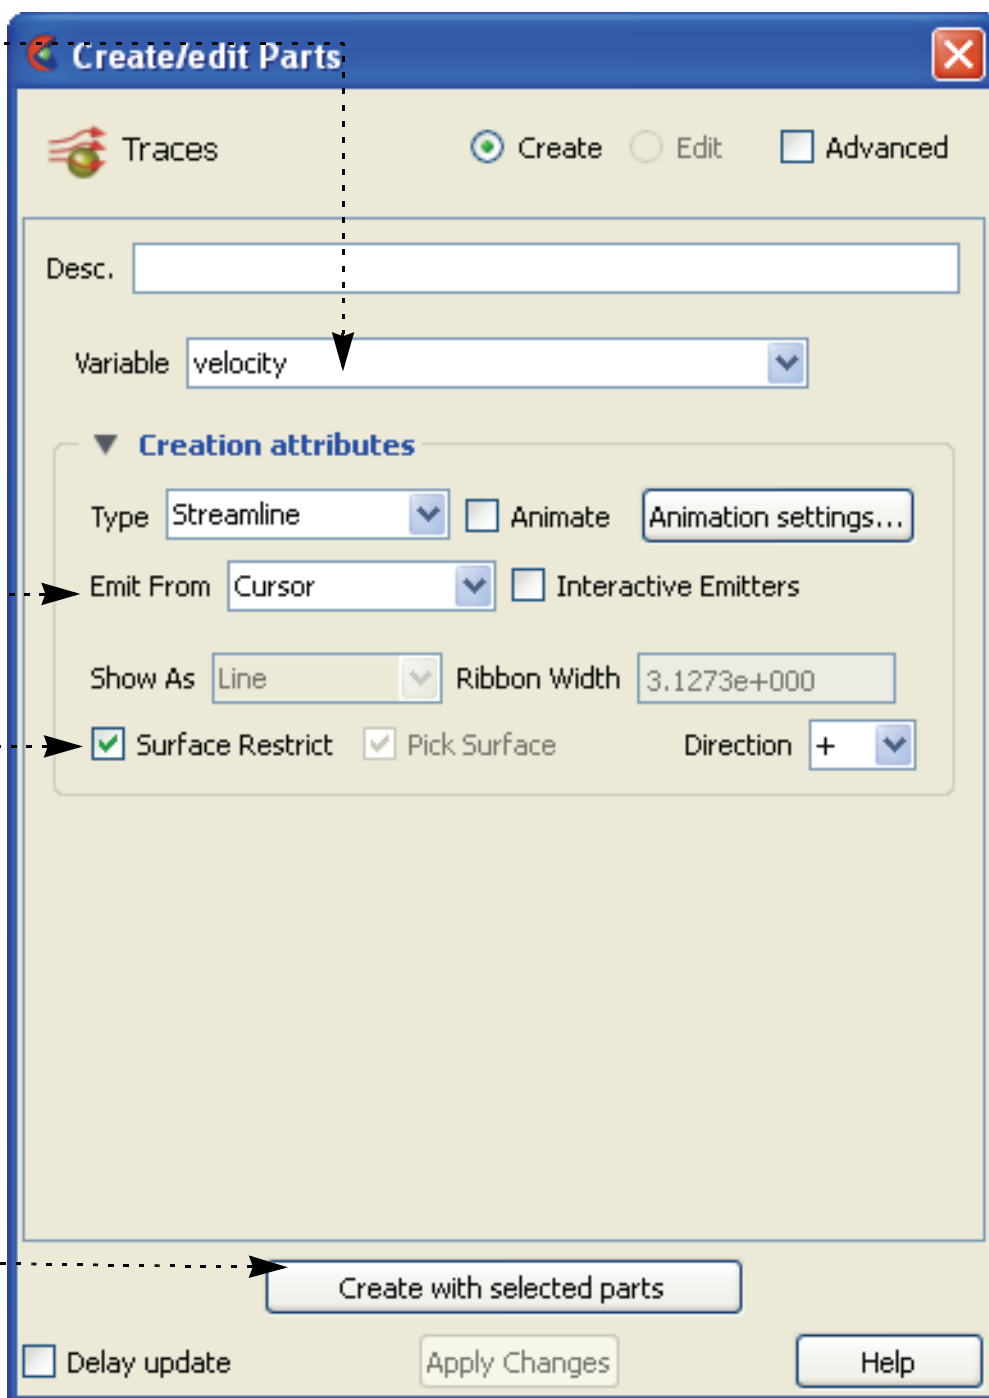 Create/edit Parts
Traces Create Edit Advanced
Desc.
Variable velocity
Creation attributes
Type Streamline Animate Animation settings...
Emit From Cursor Interactive Emitters
Show As Line Ribbon Width 3.1273e+000
Surface Restrict Pick Surface Direction +
Create with selected parts
Delay update Apply Changes Help